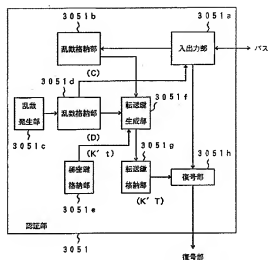 3051b
3051a
乱数
格納部
入出力部
バス
(C)
3051d
3051f
乱数
発生部
乱数格納部
転送鍵
生成部
3051c
(D)
3051g
3051h
(K't)
秘密鍵
格納部
転送鍵
格納部
復号部
3051e
(K'T)
認証部
3051
復号部